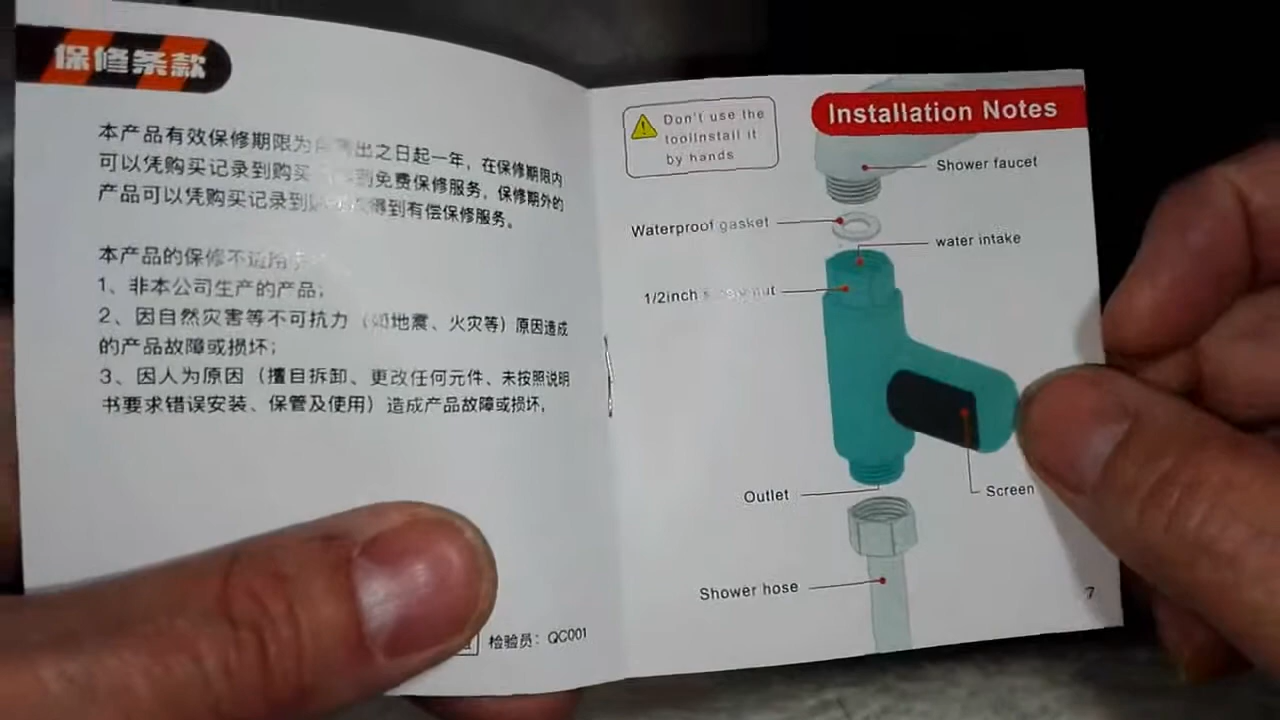 保修条款
本产品有效保修期限为自售出之日起一年，在保修期限内
可以凭购买记录到购买 得到免费保修服务，保修期外的
产品可以凭购买记录到 得到有偿保修服务。
本产品的保修不适用
1、非本公司生产的产品；
2、因自然灾害等不可抗力（如地震、火灾等）原因造成
的产品故障或损坏；
3、因人为原因（擅自拆卸、更改任何元件、未按照说明
书要求错误安装、保管及使用）造成产品故障或损坏.
检验员：QC001
Installation Notes
Don't use the
toolInstall it
by hands
Shower faucet
Waterproof gasket
water intake
1/2inch nut
Outlet
Screen
Shower hose
7